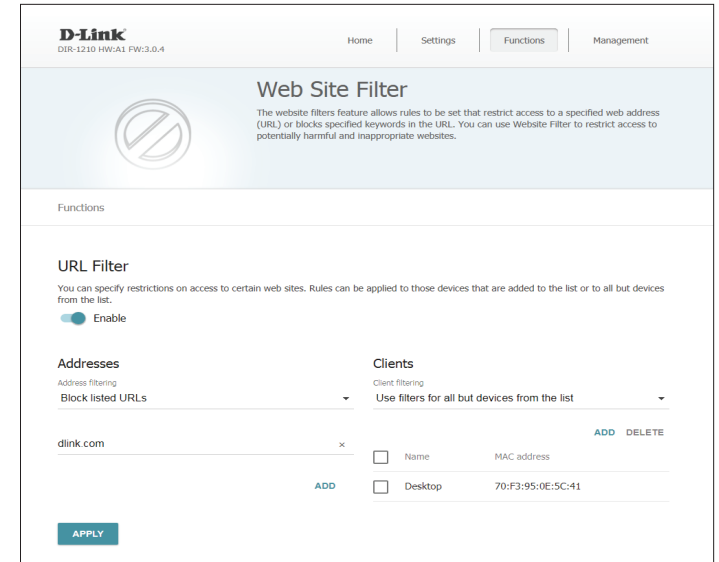 D-Link
DIR-1210 HW:A1 FW:3.0.4
Home
Settings
Functions
Management
Web Site Filter
The website filters feature allows rules to be set that restrict access to a specified web address
(URL) or blocks specified keywords in the URL. You can use Website Filter to restrict access to
potentially harmful and inappropriate websites.
Functions
URL Filter
You can specify restrictions on access to certain web sites. Rules can be applied to those devices that are added to the list or to all but devices
from the list.
Enable
Addresses
Address filtering
Block listed URLs
dlink.com ×
ADD
APPLY
Clients
Client filtering
Use filters for all but devices from the list
ADD DELETE
Name MAC address
Desktop 70:F3:95:0E:5C:41